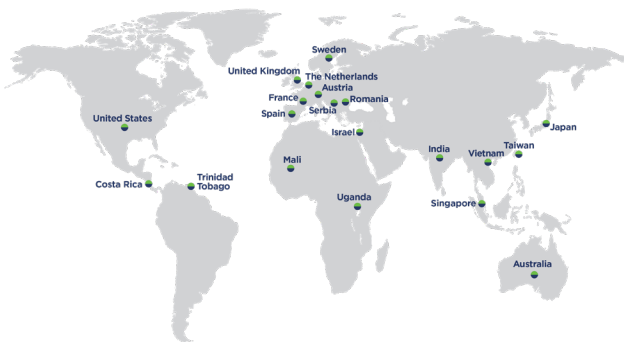 Sweden
United Kingdom
The Netherlands
Austria
France
Romania
Serbia
Spain
United States
Israel
Japan
Taiwan
India
Vietnam
Mali
Trinidad
Tobago
Costa Rica
Uganda
Singapore
Australia